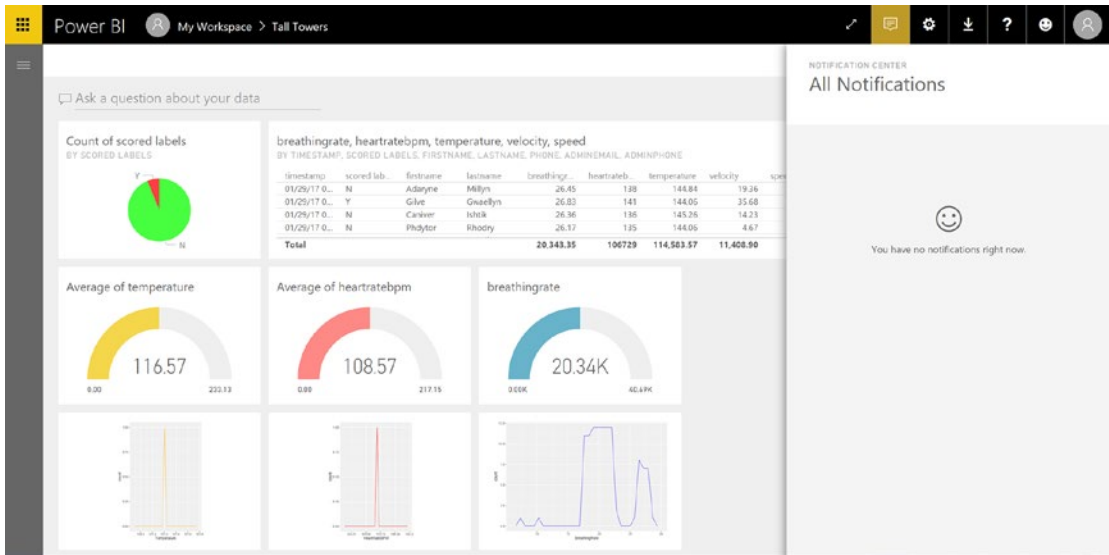 Power BI
My Workspace > Tall Towers
NOTIFICATION CENTER
All Notifications
You have no notifications right now.
Ask a question about your data
Count of scored labels
BY SCORED LABELS
Y
N
breathingrate, heartratebpm, temperature, velocity, speed
BY TIMESTAMP, SCORED LABELS, FIRSTNAME, LASTNAME, PHONE, ADMINEMAIL, ADMINPHONE
timestamp scored lab... firstname lastname breathingr... heartrateb... temperature velocity
01/29/17 0... N Adaryne Millyn 26.45 138 144.84 19.36
01/29/17 0... Y Gilve Gwaellyn 26.83 141 144.06 35.68
01/29/17 0... N Caniver Ishtik 26.36 136 145.26 14.23
01/29/17 0... N Phdytor Rhodry 26.17 135 144.06 4.67
Total 20,343.35 106729 114,583.57 11,408.90
Average of temperature
116.57
0.00 233.13
Average of heartratebpm
108.57
0.00 217.15
breathingrate
20.34K
0.00K 40.69K